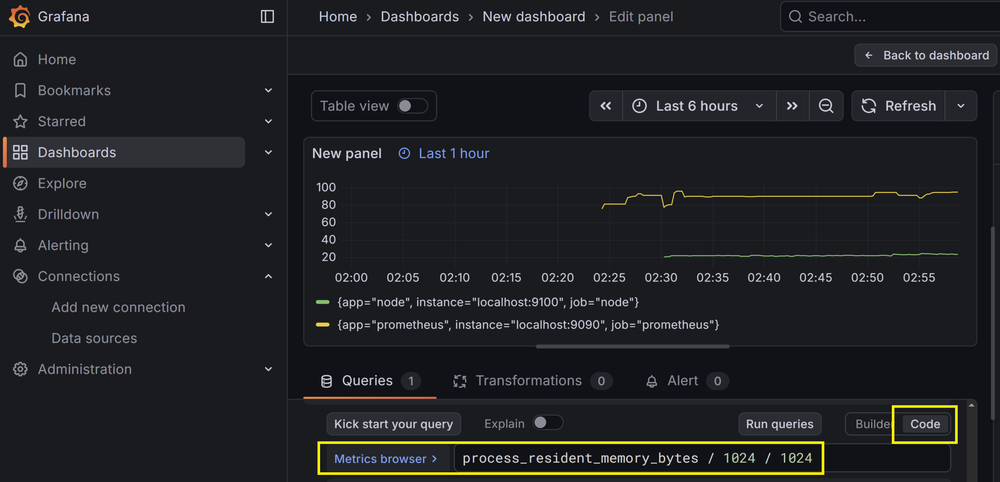 Grafana
Home › Dashboards › New dashboard › Edit panel
Search...
Back to dashboard
Home
Bookmarks
Starred
Dashboards
Explore
Drilldown
Alerting
Connections
Add new connection
Data sources
Administration
Table view
Last 6 hours
Refresh
New panel Last 1 hour
100
80
60
40
20
02:00 02:05 02:10 02:15 02:20 02:25 02:30 02:35 02:40 02:45 02:50 02:55
{app="node", instance="localhost:9100", job="node"}
{app="prometheus", instance="localhost:9090", job="prometheus"}
Queries 1 Transformations 0 Alert 0
Kick start your query Explain Run queries Builder Code
Metrics browser › process_resident_memory_bytes / 1024 / 1024